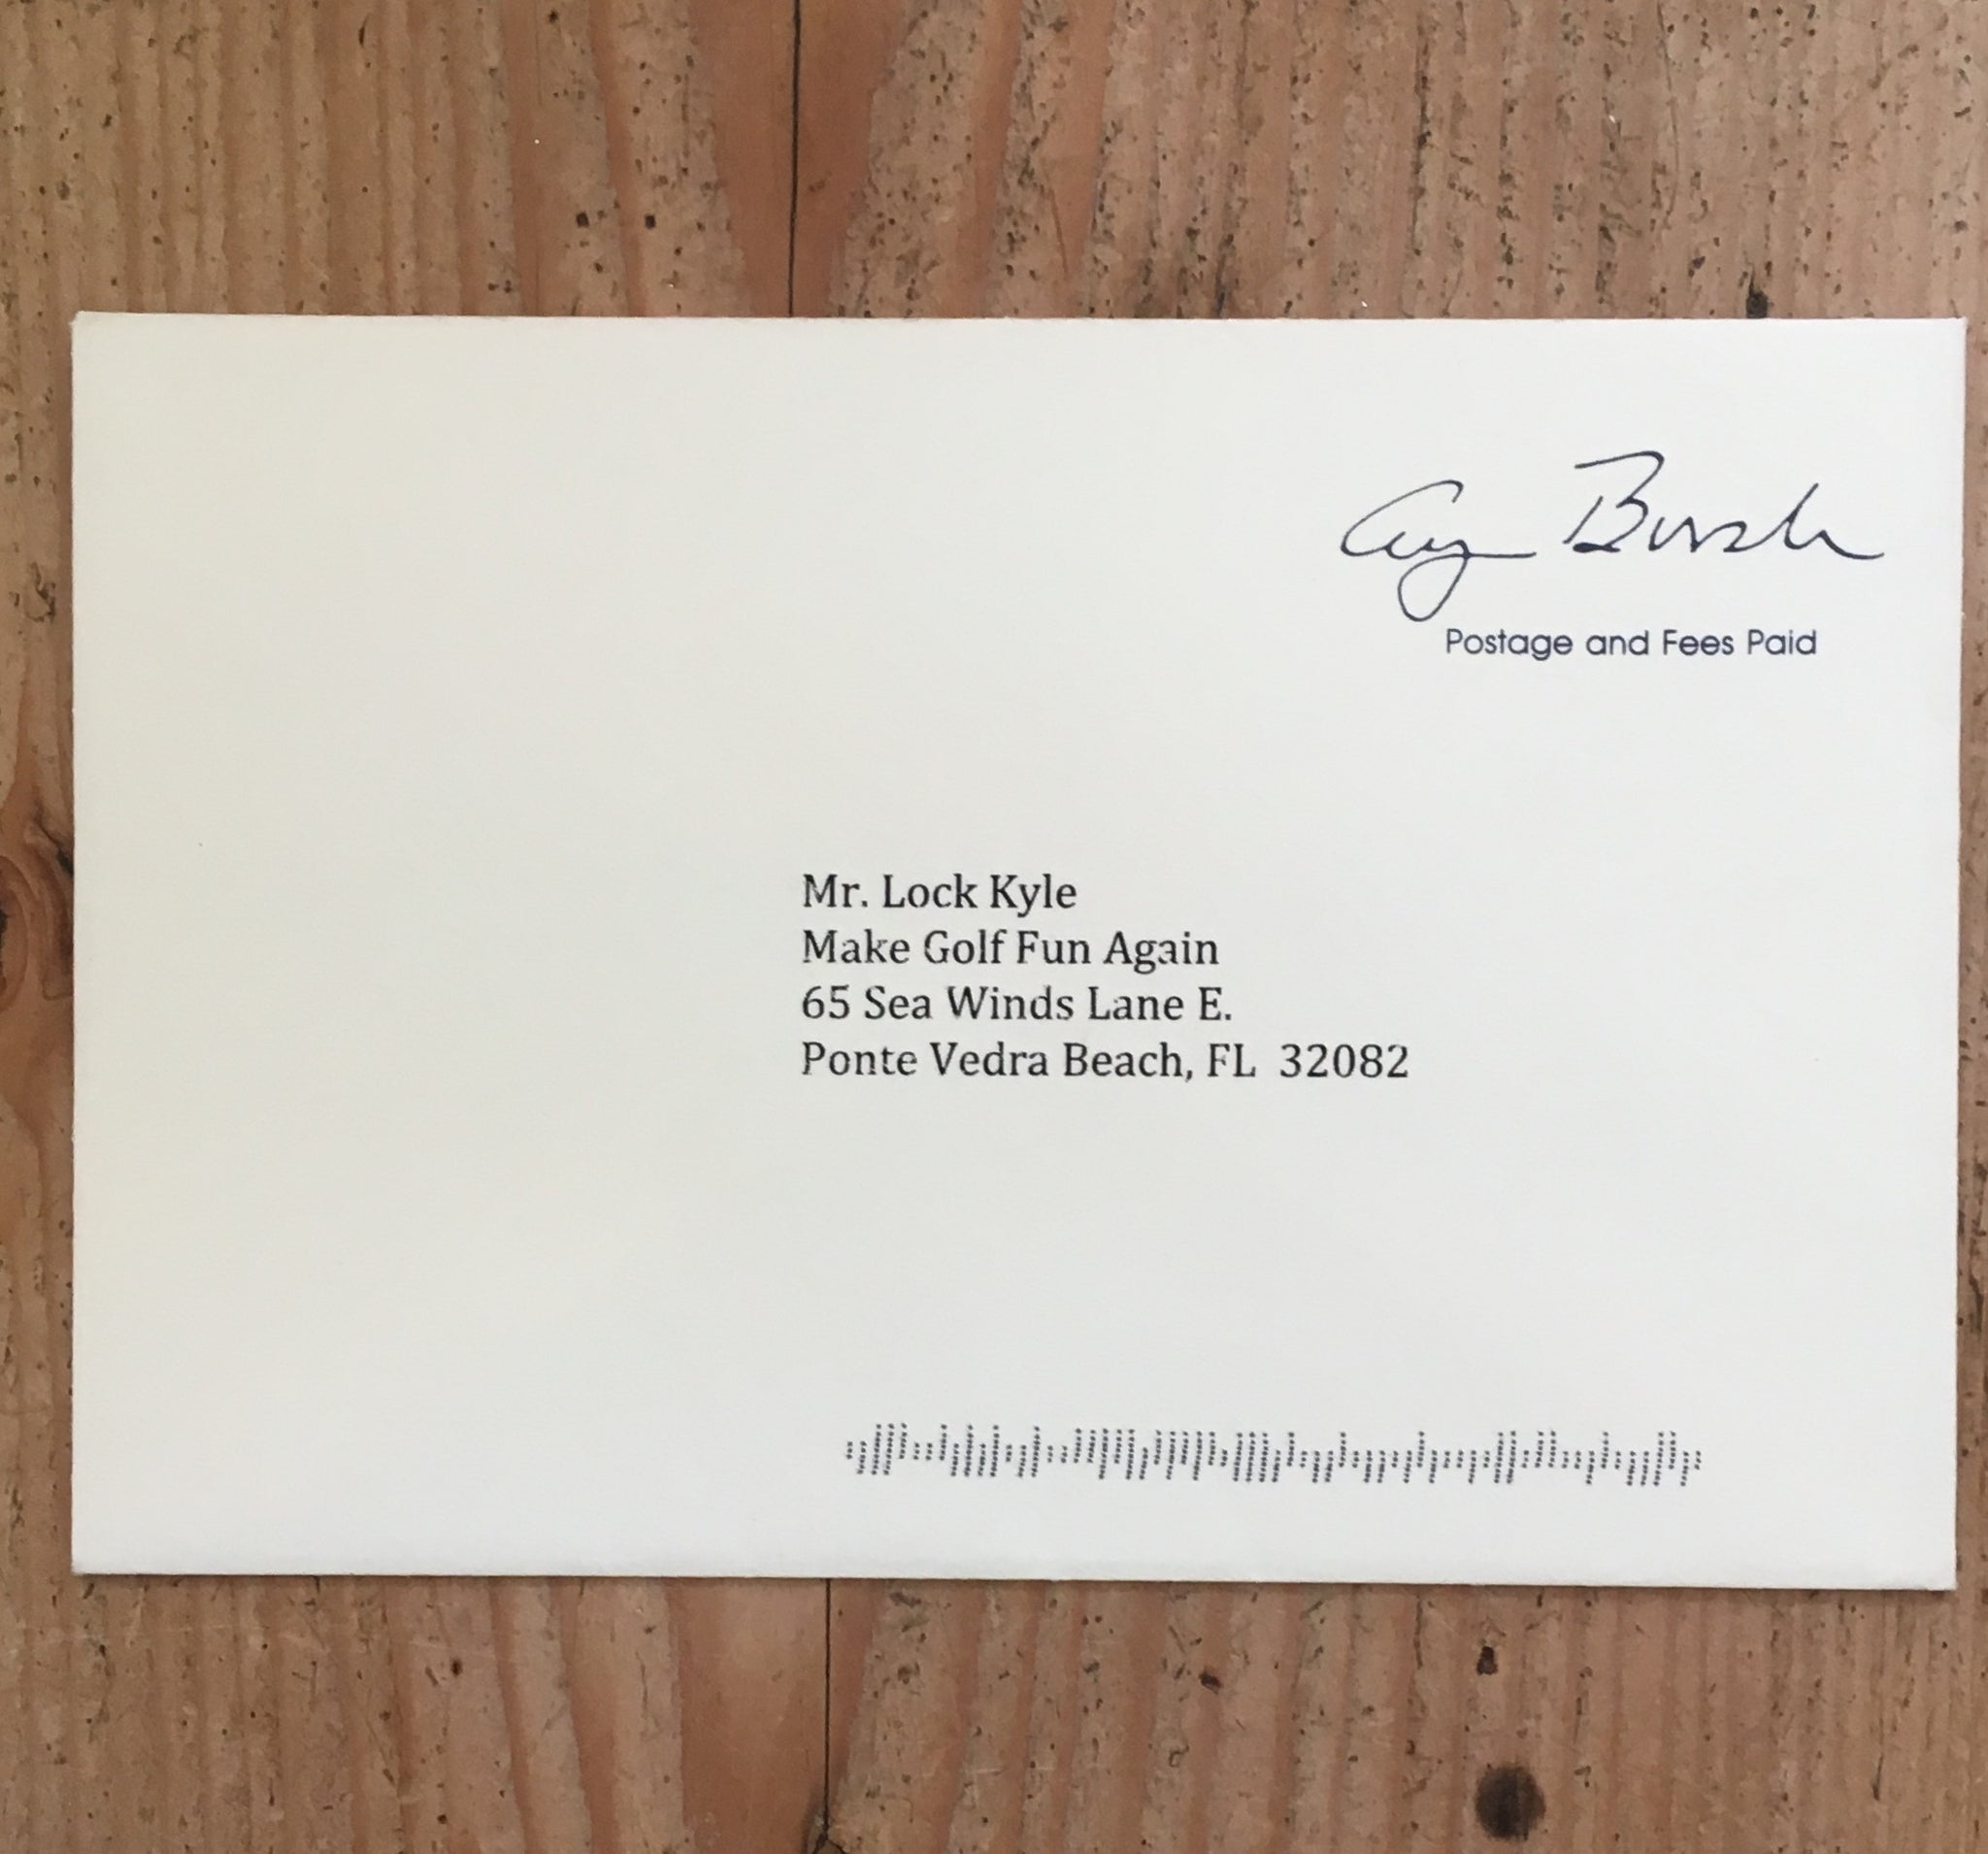 Bush
Postage and Fees Paid
Mr. Lock Kyle
Make Golf Fun Again
65 Sea Winds Lane E.
Ponte Vedra Beach, FL 32082